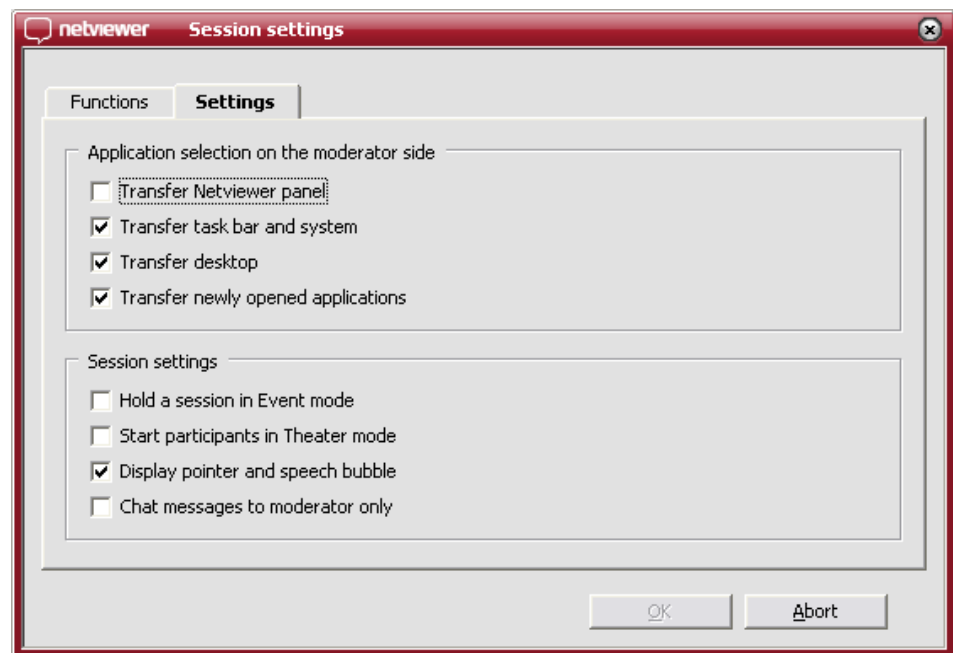 netviewer Session settings
Functions Settings
Application selection on the moderator side
Transfer Netviewer panel
Transfer task bar and system
Transfer desktop
Transfer newly opened applications
Session settings
Hold a session in Event mode
Start participants in Theater mode
Display pointer and speech bubble
Chat messages to moderator only
OK Abort